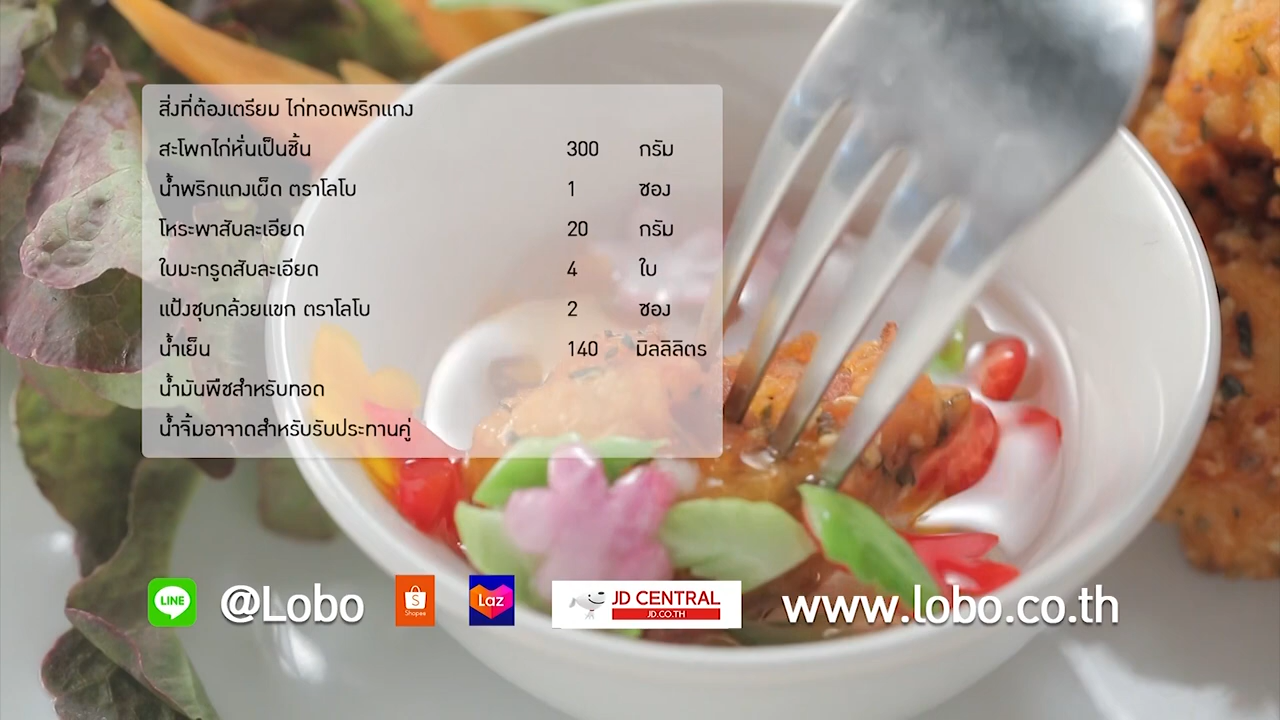 สิ่งที่ต้องเตรียม ไก่ทอดพริกแกง
สะโพกไก่หั่นเป็นชิ้น 300 กรัม
น้ำพริกแกงเผ็ด ตราโลโบ 1 ซอง
โหระพาสับละเอียด 20 กรัม
ใบมะกรูดสับละเอียด 4 ใบ
แป้งชุบกล้วยแขก ตราโลโบ 2 ซอง
น้ำเย็น 140 มิลลิลิตร
น้ำมันพืชสำหรับทอด
น้ำจิ้มอาจาดสำหรับรับประทานคู่
LINE @Lobo S Shopee Laz JD CENTRAL www.lobo.co.th
JD.CO.TH